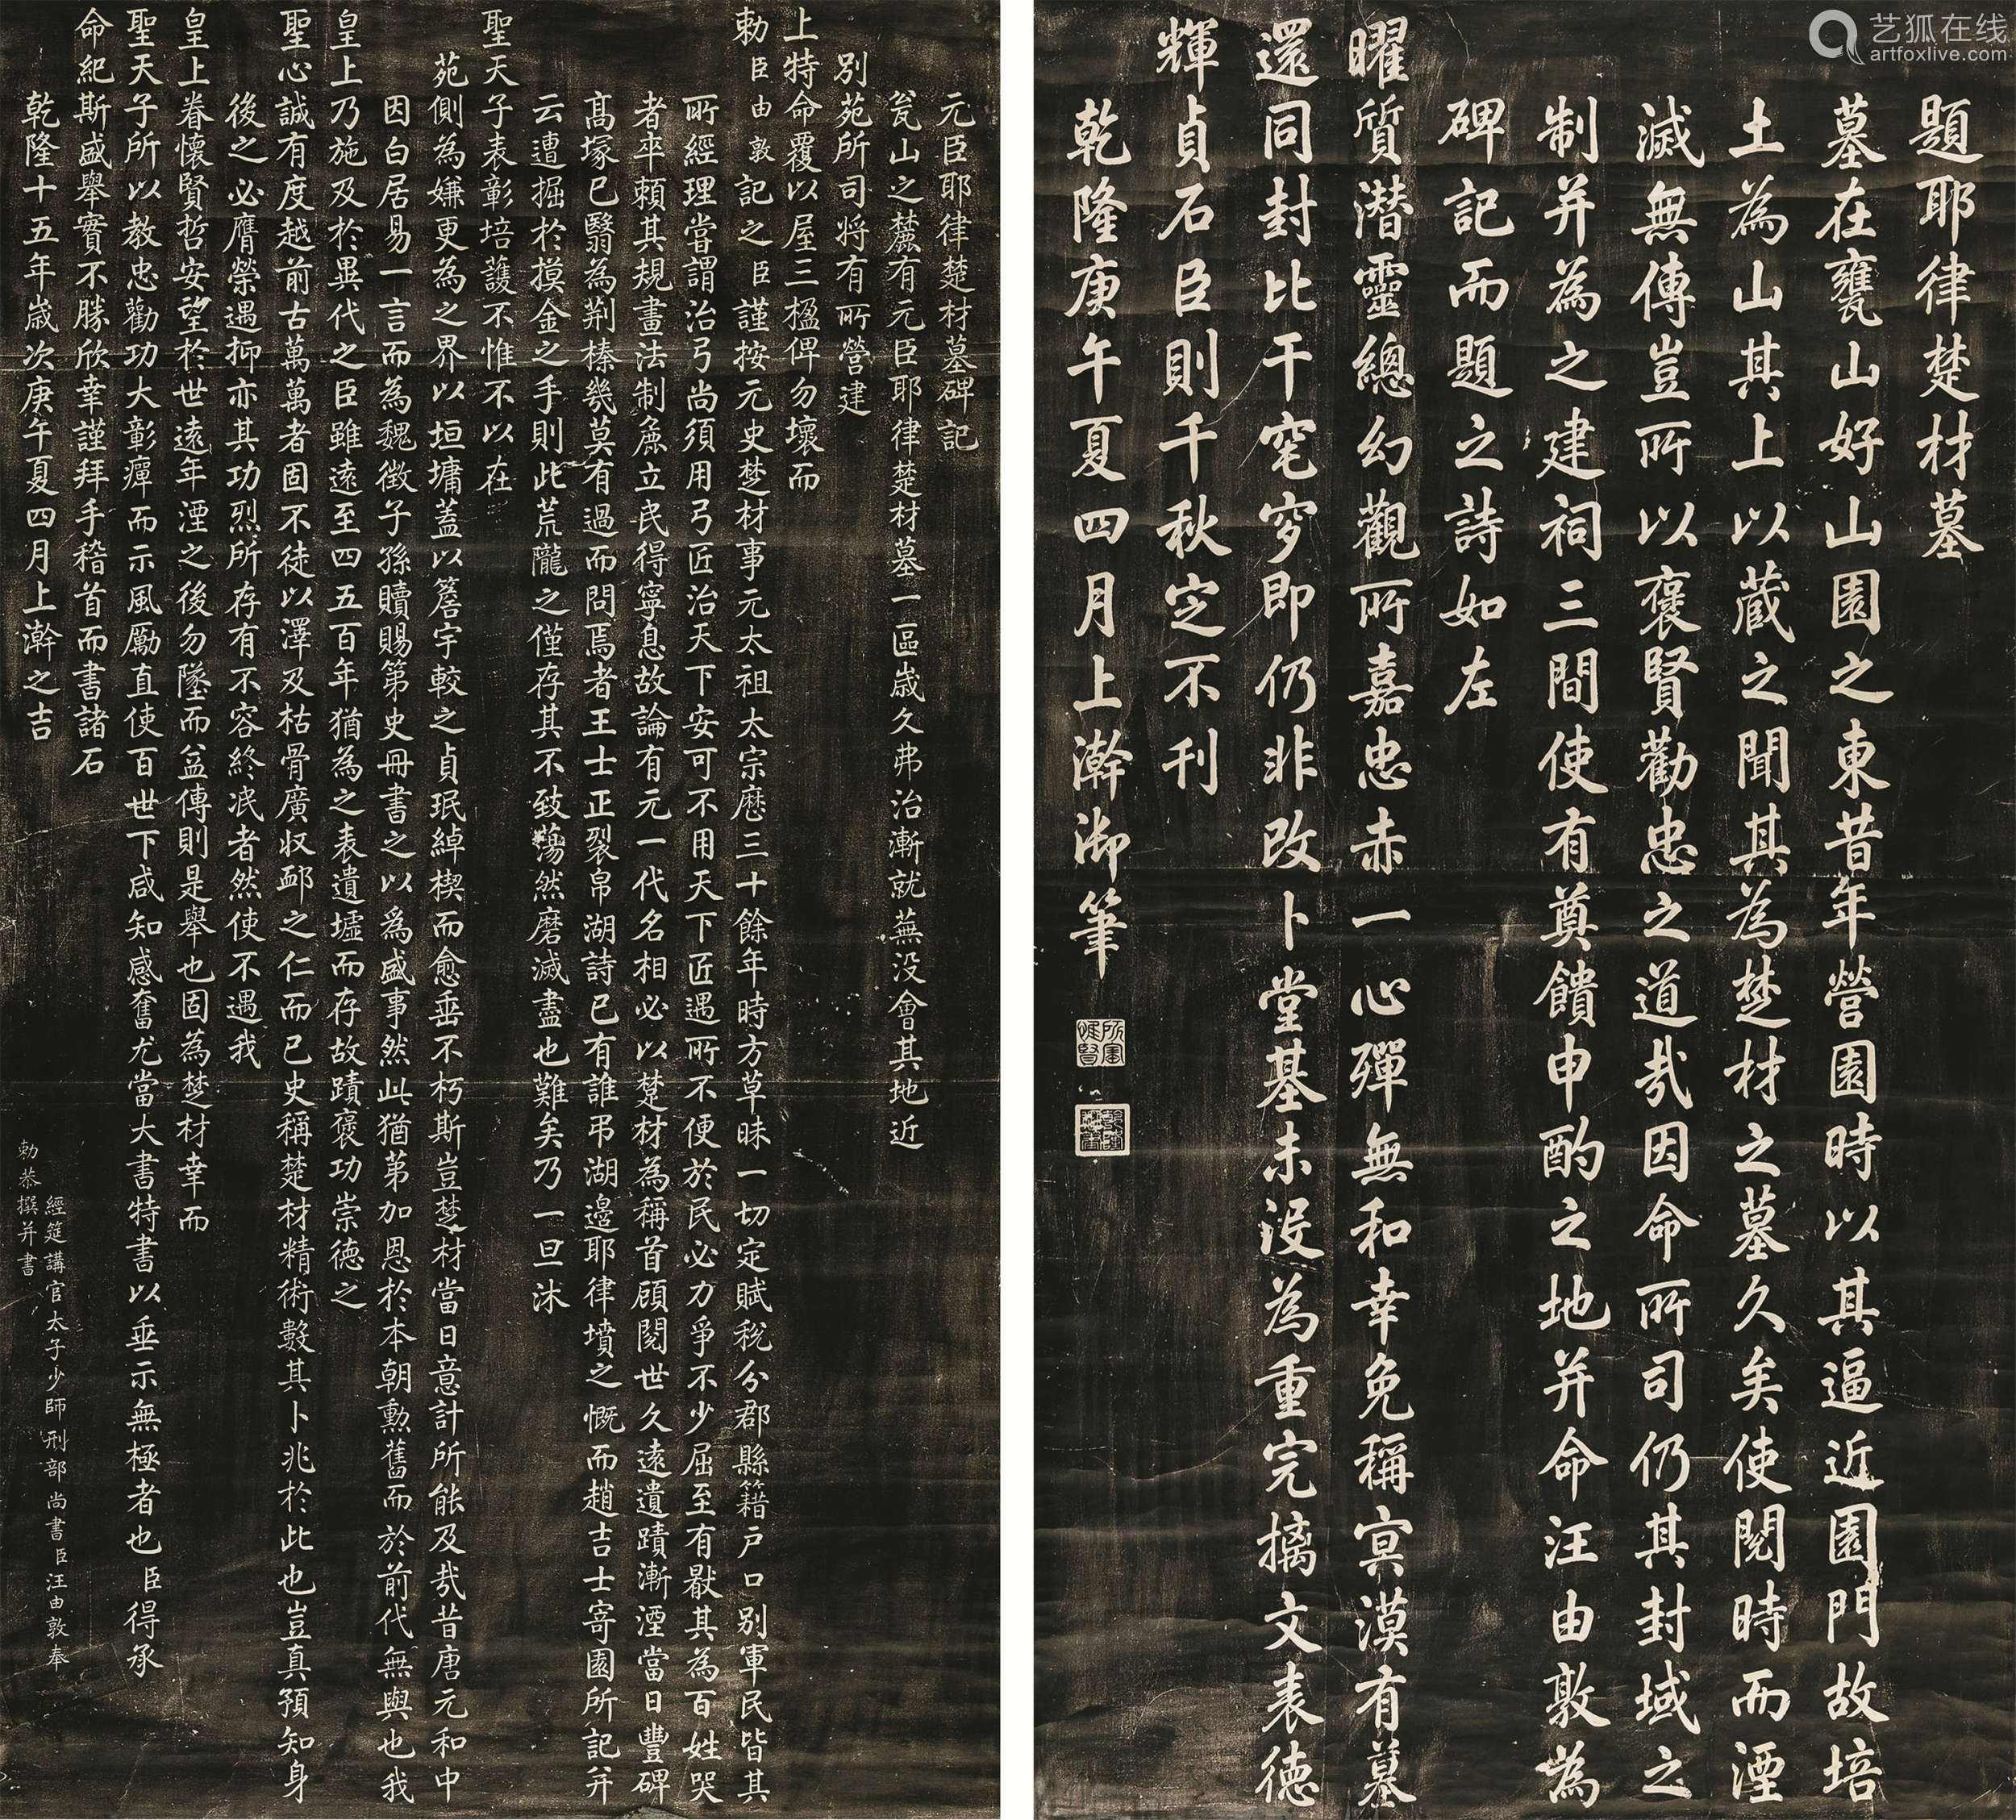 艺狐在线
artfoxlive.com
題耶律楚材墓
墓在甕山好山園之東昔年營園時以其逼近園門故培
土為山其上以蔵之聞其為楚材之墓久矣使閱時而湮
滅無傳豈所以褒賢勸忠之道哉因命所司仍其封域之
制并為之建祠三間使有奠饋申酌之地并命汪由敦為
碑記而題之詩如左
曜質潛靈總幻觀所嘉忠赤一心殫無和幸免稱冥漠有墓
還同封比干窀穸即仍非改卜堂基未没為重完摛文表德
輝貞石臣則千秋定不刊
乾隆庚午夏四月上澣御筆
所寳惟賢
乾隆御筆
元臣耶律楚材墓碑記
瓮山之麓有元臣耶律楚材墓一區歲久弗治漸就蕪没會其地近
別苑所司將有所營建
上特命覆以屋三楹俾勿壞而
勅臣由敦記之臣謹按元史楚材事元太祖太宗歷三十餘年時方草昧一切定賦稅分郡縣籍户口別軍民皆其
所經理嘗謂治弓尚須用弓匠治天下安可不用天下匠遇所不便於民必力爭不少屈至有厭其為百姓哭
者卒賴其規畫法制麄立民得寧息故論有元一代名相必以楚材為稱首顧閱世久遠遺蹟漸湮當日豐碑
髙塚已翳為荆榛幾莫有過而問焉者王士正裂帛湖詩已有誰弔湖邉耶律墳之慨而趙吉士寄園所記并
云遭掘於摸金之手則此荒隴之僅存其不致蕩然磨滅盡也難矣乃一旦沐
聖天子表彰培護不惟不以在
苑側為嫌更為之界以垣墉蓋以簷宇較之貞珉綽楔而愈垂不朽斯豈楚材當日意計所能及哉昔唐元和中
因白居易一言而為魏徵子孫贖賜第史冊書之以爲盛事然此猶第加恩於本朝勲舊而於前代無與也我
皇上乃施及於異代之臣雖遠至四五百年猶為之表遺墟而存故蹟褒功崇德之
聖心誠有度越前古萬萬者固不徒以澤及枯骨廣收䘏之仁而已史稱楚材精術數其卜兆於此也豈真預知身
後之必膺榮遇抑亦其功烈所存有不容終冺者然使不遇我
皇上眷懷賢哲安望於世遠年湮之後勿墜而益傳則是舉也固為楚材幸而
聖天子所以教忠勸功大彰癉而示風厲直使百世下咸知感奮尤當大書特書以垂示無極者也臣得承
命紀斯盛舉實不勝欣幸謹拜手稽首而書諸石
乾隆十五年歲次庚午夏四月上澣之吉
經筵講官太子少師刑部尚書臣汪由敦奉
勅恭撰并書